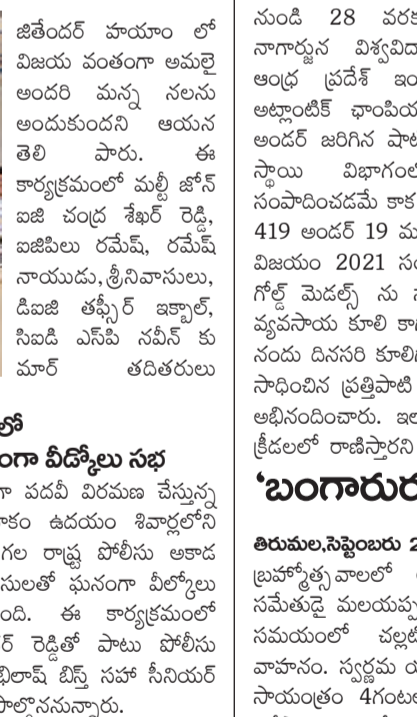 జితేందర్ హయాం లో
విజయ వంతంగా అమలై
అందరి మన్న నలను
అందుకుందని ఆయన
తెలి పారు. ఈ
కార్యక్రమంలో మల్టీ జోన్
ఐజి చంద్ర శేఖర్ రెడ్డి,
ఐజిపిలు రమేష్, రమేష్
నాయుడు, శ్రీనివాసులు,
డిఐజి తఫ్సీర్ ఇక్బాల్,
సిఐడి ఎస్‌పి నవీన్ కు
మార్ తదితరులు
లో
ంగా వీడ్కోలు సభ
గా పదవీ విరమణ చేస్తున్న
ాకం ఉదయం శివార్లలోని
గల రాష్ట్ర పోలీసు అకాడ
సులతో ఘనంగా వీల్కోలు
ంది. ఈ కార్యక్రమంలో
ర్ రెడ్డితో పాటు పోలీసు
భిలాష్ బిస్త్ సహా సీనియర్
పాల్గొననున్నారు.
నుండి 28 వరక
నాగార్జున విశ్వవిద
ఆంధ్ర ప్రదేశ్ ఇం
అట్లాంటిక్ ఛాంపియ
అండర్ జరిగిన షా
స్థాయి విభాగంల
సంపాదించడమే కాక
419 అండర్ 19 మ
విజయం 2021 సం
గోల్డ్ మెడల్స్ ను
వ్యవసాయ కూలి కా
నందు దినసరి కూలి
సాధించిన ప్రత్తిపాటి
అభినందించారు. ఇల
క్రీడలలో రాణిస్తారని
‘బంగారుర
తిరుమల,సెప్టెంబరు 2
బ్రహ్మోత్సవాలలో
సమేతుడై మలయప్ప
సమయంలో చల్లటి
వాహనం. స్వర్ణమ య
సాయంత్రం 4గంటల